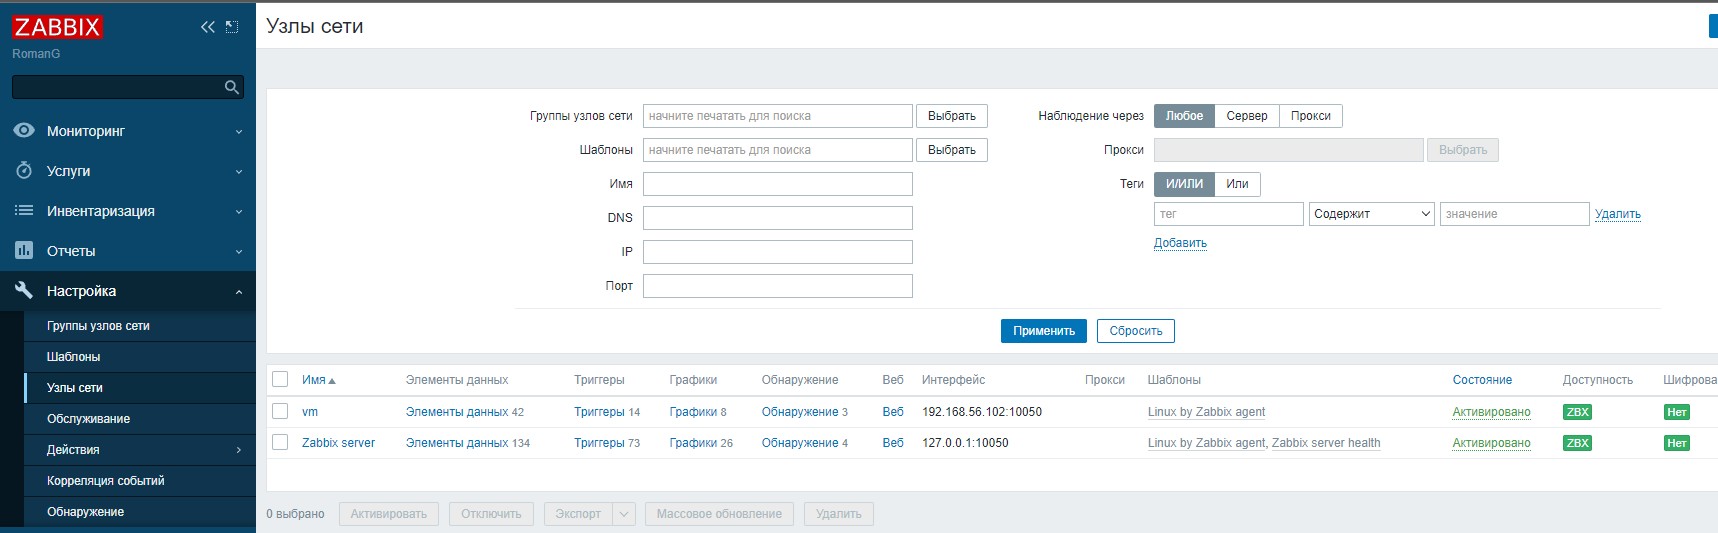 ZABBIX
RomanG
Мониторинг
Услуги
Инвентаризация
Отчеты
Настройка
Группы узлов сети
Шаблоны
Узлы сети
Обслуживание
Действия
Корреляция событий
Обнаружение
Узлы сети
Группы узлов сети начните печатать для поиска Выбрать Наблюдение через Любое Сервер Прокси
Шаблоны начните печатать для поиска Выбрать Прокси Выбрать
Имя Теги И/ИЛИ Или
DNS тег Содержит значение Удалить
IP Добавить
Порт
Применить Сбросить
Имя Элементы данных Триггеры Графики Обнаружение Веб Интерфейс Прокси Шаблоны Состояние Доступность Шифрова
vm Элементы данных 42 Триггеры 14 Графики 8 Обнаружение 3 Веб 192.168.56.102:10050 Linux by Zabbix agent Активировано ZBX Нет
Zabbix server Элементы данных 134 Триггеры 73 Графики 26 Обнаружение 4 Веб 127.0.0.1:10050 Linux by Zabbix agent, Zabbix server health Активировано ZBX Нет
0 выбрано Активировать Отключить Экспорт Массовое обновление Удалить